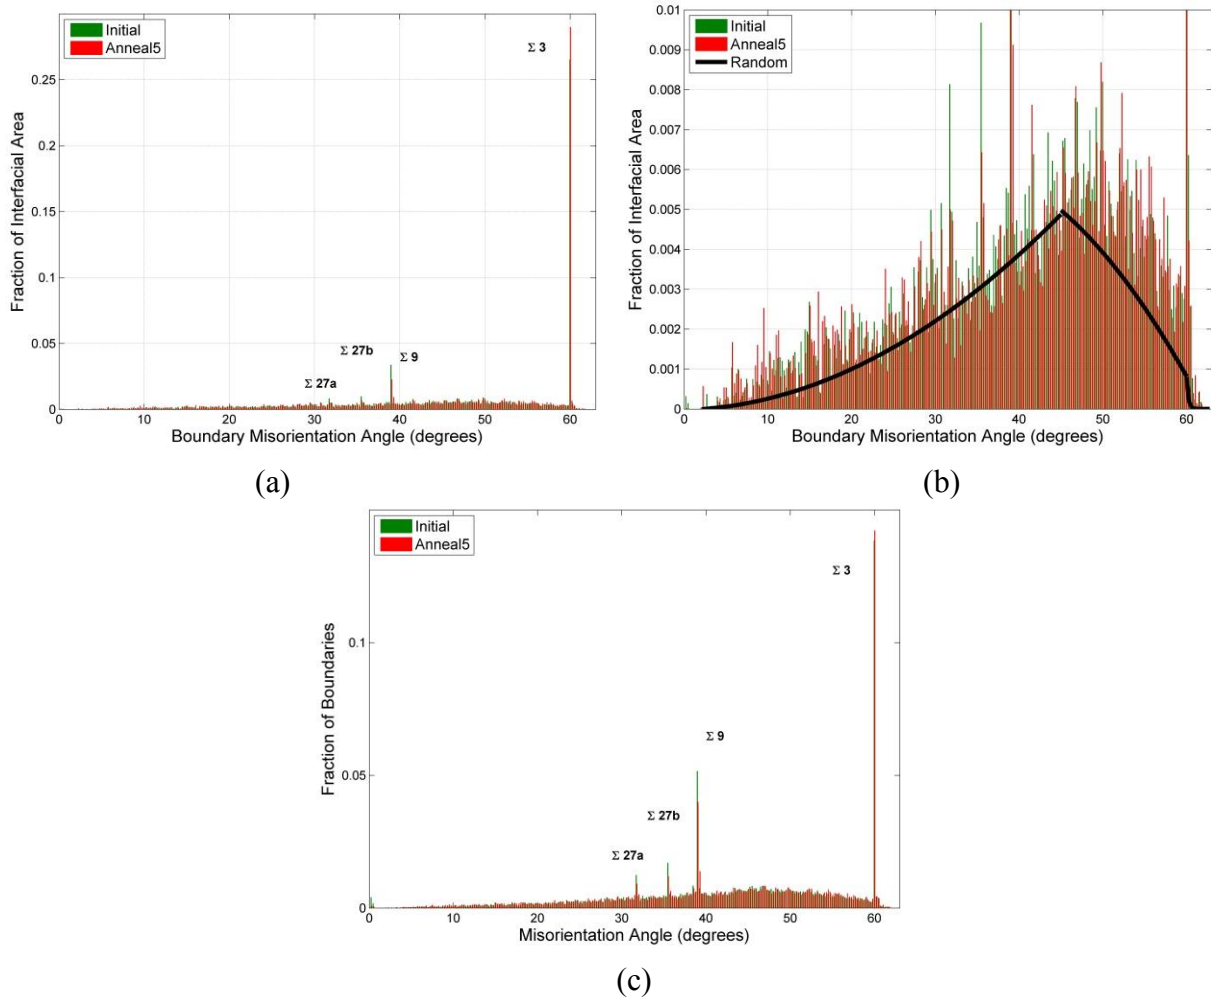 Initial
Anneal5
Σ 3
0.25
0.2
0.15
0.1
0.05
0
Σ 27b
Σ 9
Σ 27a
0 10 20 30 40 50 60
Fraction of Interfacial Area
Boundary Misorientation Angle (degrees)
(a)
Initial
Anneal5
Random
0.01
0.009
0.008
0.007
0.006
0.005
0.004
0.003
0.002
0.001
0
0 10 20 30 40 50 60
Fraction of Interfacial Area
Boundary Misorientation Angle (degrees)
(b)
Initial
Anneal5
Σ 3
0.1
Σ 9
0.05
Σ 27b
Σ 27a
0
0 10 20 30 40 50 60
Fraction of Boundaries
Misorientation Angle (degrees)
(c)